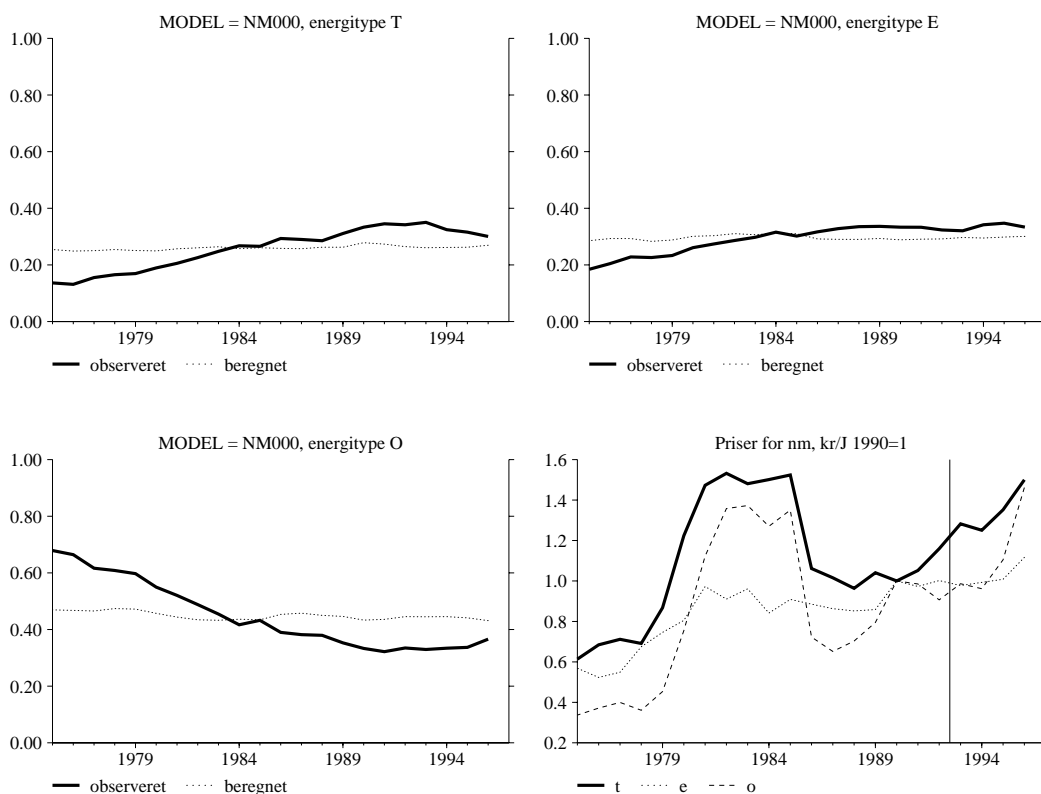 MODEL = NM000, energitype T
1.00
0.80
0.60
0.40
0.20
0.00
1979 1984 1989 1994
observeret beregnet
MODEL = NM000, energitype E
1.00
0.80
0.60
0.40
0.20
0.00
1979 1984 1989 1994
observeret beregnet
MODEL = NM000, energitype O
1.00
0.80
0.60
0.40
0.20
0.00
1979 1984 1989 1994
observeret beregnet
Priser for nm, kr/J 1990=1
1.6
1.4
1.2
1.0
0.8
0.6
0.4
0.2
1979 1984 1989 1994
t e o